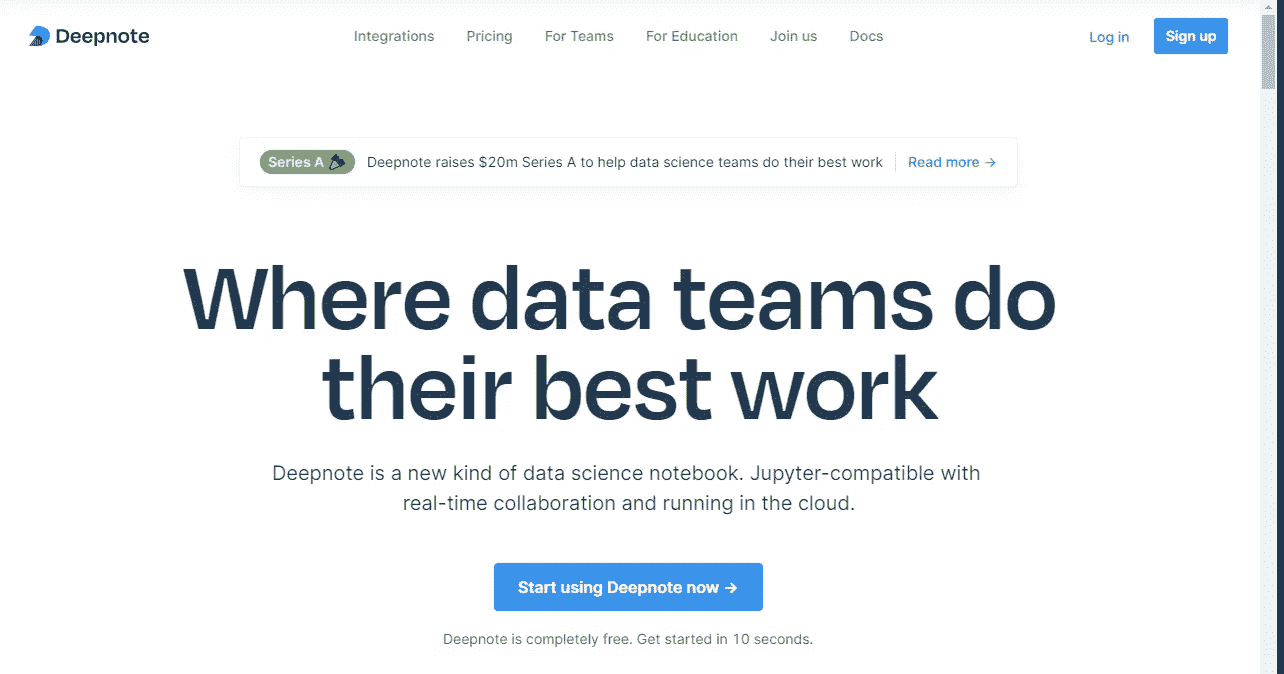 Deepnote
Integrations Pricing For Teams For Education Join us Docs
Log in Sign up
Series A Deepnote raises $20m Series A to help data science teams do their best work Read more →
Where data teams do
their best work
Deepnote is a new kind of data science notebook. Jupyter-compatible with
real-time collaboration and running in the cloud.
Start using Deepnote now →
Deepnote is completely free. Get started in 10 seconds.